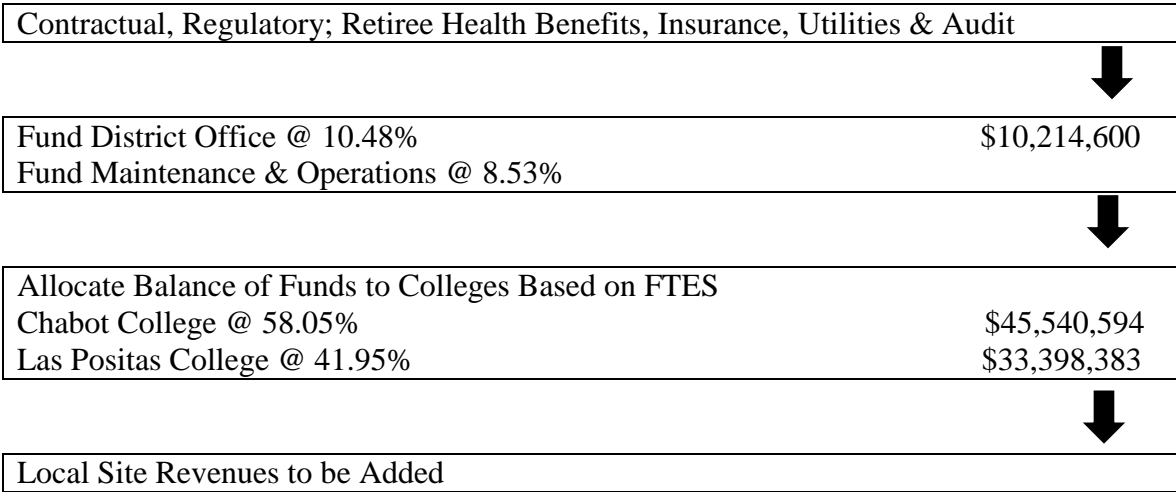 Contractual, Regulatory; Retiree Health Benefits, Insurance, Utilities & Audit
Fund District Office @ 10.48% $10,214,600
Fund Maintenance & Operations @ 8.53%
Allocate Balance of Funds to Colleges Based on FTES
Chabot College @ 58.05% $45,540,594
Las Positas College @ 41.95% $33,398,383
Local Site Revenues to be Added